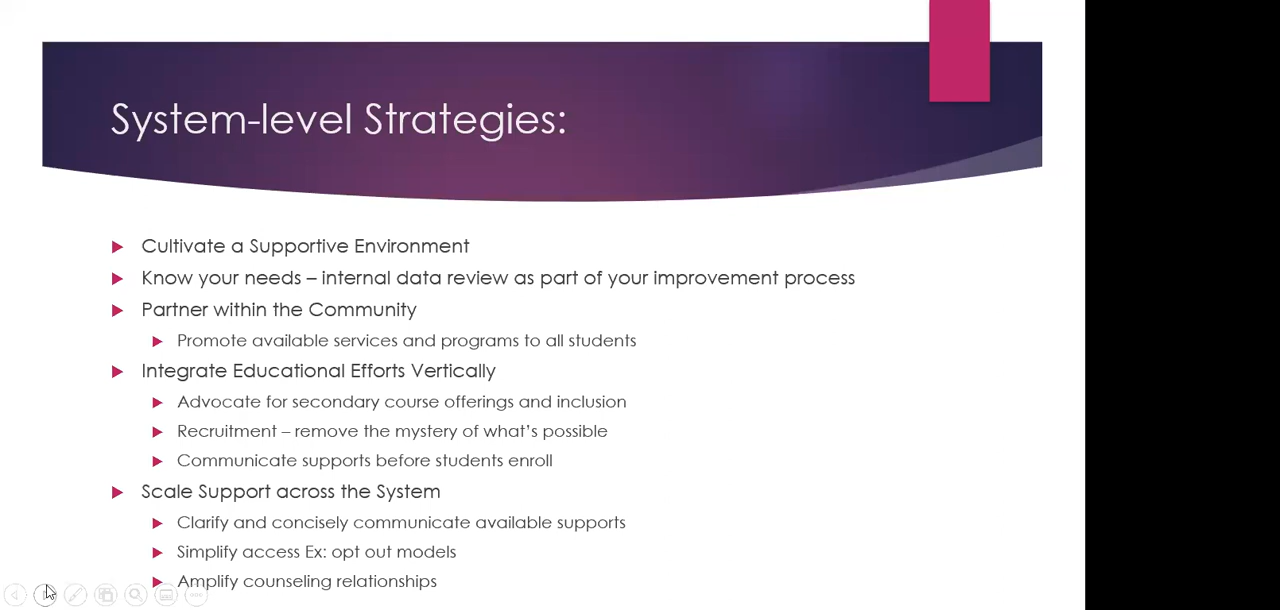 System-level Strategies:
Cultivate a Supportive Environment
Know your needs – internal data review as part of your improvement process
Partner within the Community
Promote available services and programs to all students
Integrate Educational Efforts Vertically
Advocate for secondary course offerings and inclusion
Recruitment – remove the mystery of what's possible
Communicate supports before students enroll
Scale Support across the System
Clarify and concisely communicate available supports
Simplify access Ex: opt out models
Amplify counseling relationships